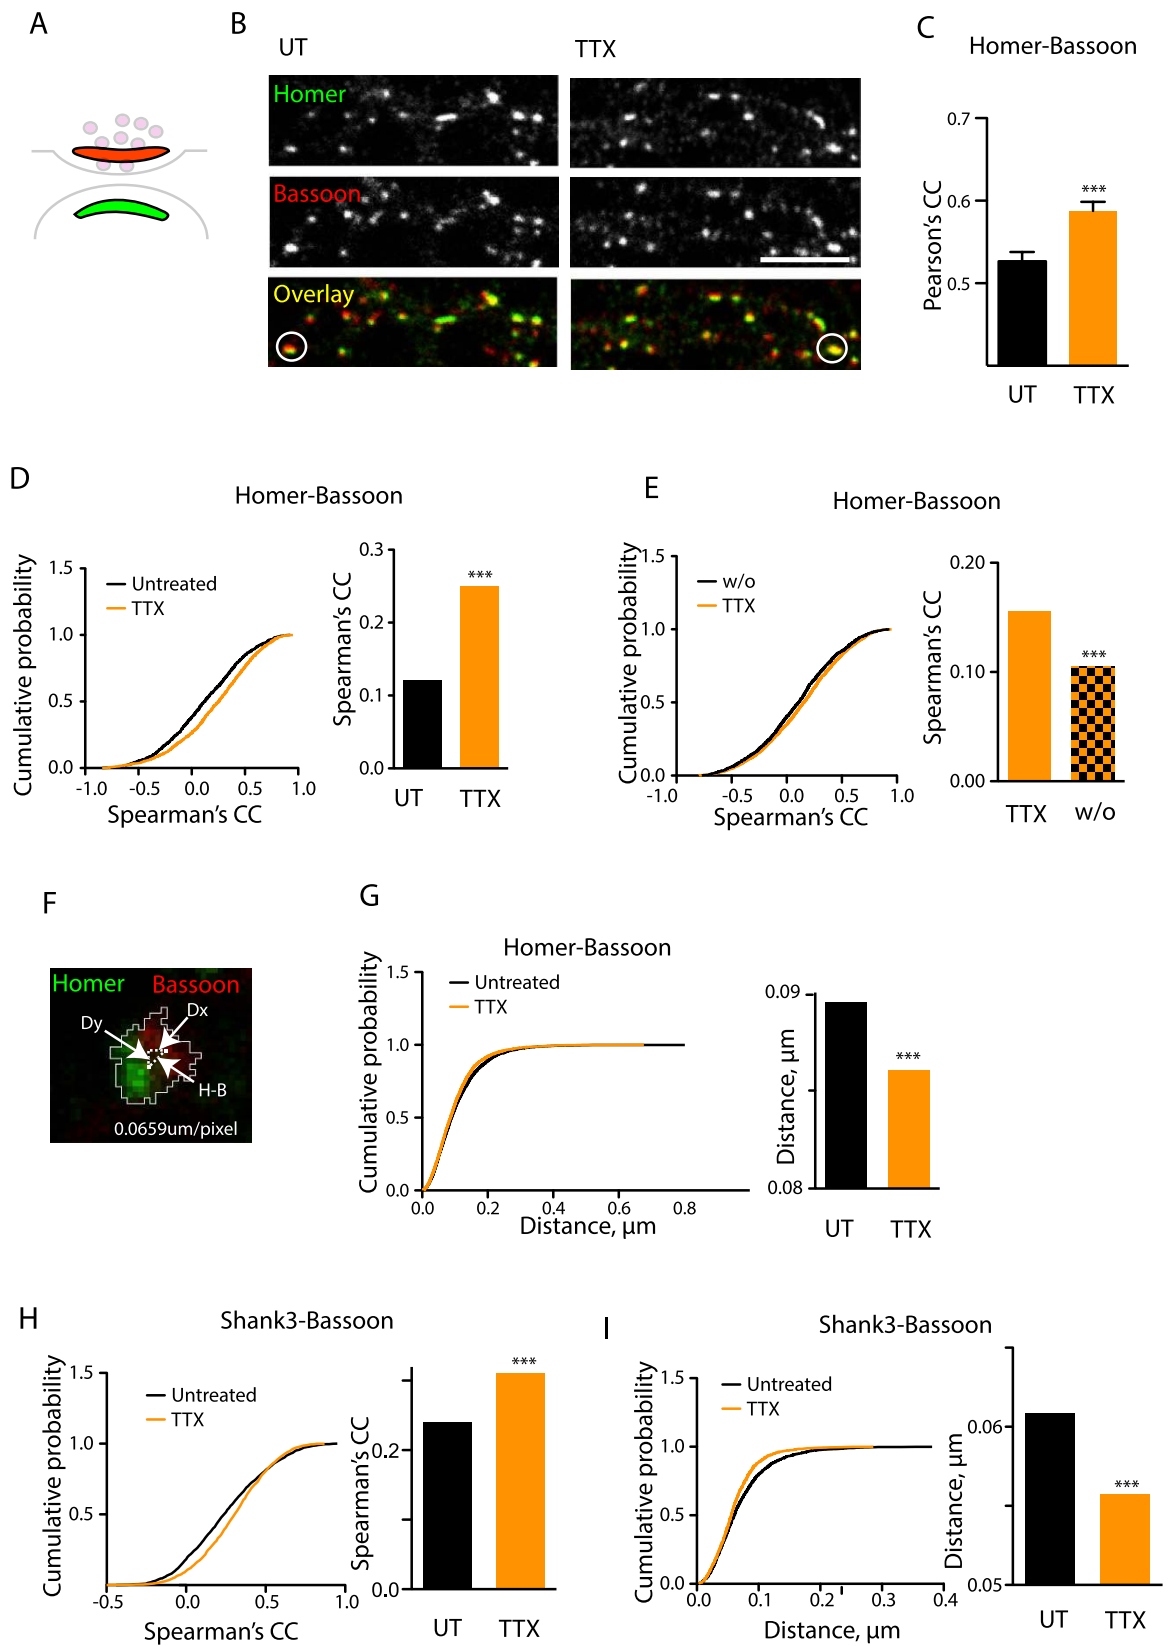 A
B
UT
TTX
Homer
Bassoon
Overlay
C
Homer-Bassoon
Pearson's CC
0.7
0.6
0.5
***
UT
TTX
D
Homer-Bassoon
Cumulative probability
1.5
1.0
0.5
0.0
Untreated
TTX
-1.0
-0.5
0.0
0.5
1.0
Spearman's CC
Spearman's CC
0.3
0.2
0.1
0.0
***
UT
TTX
E
Homer-Bassoon
Cumulative probability
1.5
1.0
0.5
0.0
w/o
TTX
-1.0
-0.5
0.0
0.5
1.0
Spearman's CC
Spearman's CC
0.20
0.10
0.00
***
TTX
w/o
F
Homer
Bassoon
Dy
Dx
H-B
0.0659um/pixel
G
Homer-Bassoon
Cumulative probability
1.5
1.0
0.5
0.0
Untreated
TTX
0.0
0.2
0.4
0.6
0.8
Distance, µm
Distance, µm
0.09
0.08
***
UT
TTX
H
Shank3-Bassoon
Cumulative probability
1.5
1.0
0.5
Untreated
TTX
-0.5
0.0
0.5
1.0
Spearman's CC
Spearman's CC
0.2
0.0
***
UT
TTX
I
Shank3-Bassoon
Cumulative probability
1.5
1.0
0.5
0.0
Untreated
TTX
0.0
0.1
0.2
0.3
0.4
Distance, µm
Distance, µm
0.06
0.05
***
UT
TTX